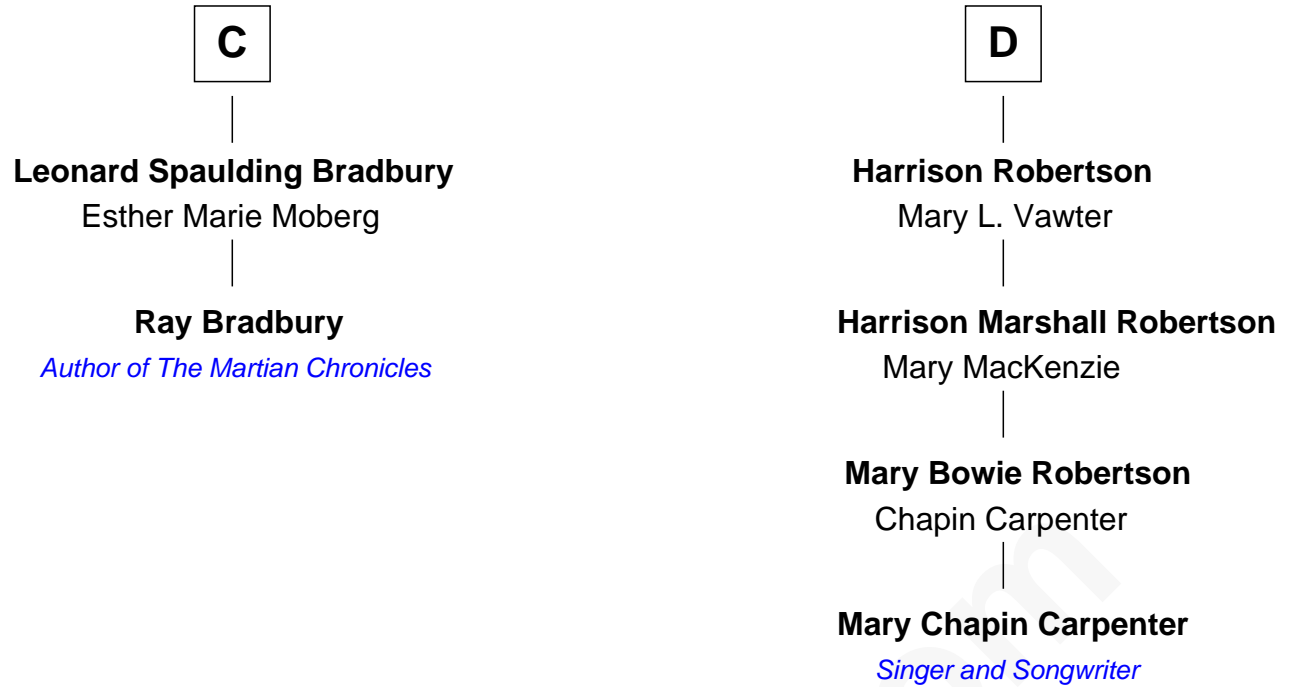 C
Leonard Spaulding Bradbury
Esther Marie Moberg
Ray Bradbury
Author of The Martian Chronicles
D
Harrison Robertson
Mary L. Vawter
Harrison Marshall Robertson
Mary MacKenzie
Mary Bowie Robertson
Chapin Carpenter
Mary Chapin Carpenter
Singer and Songwriter